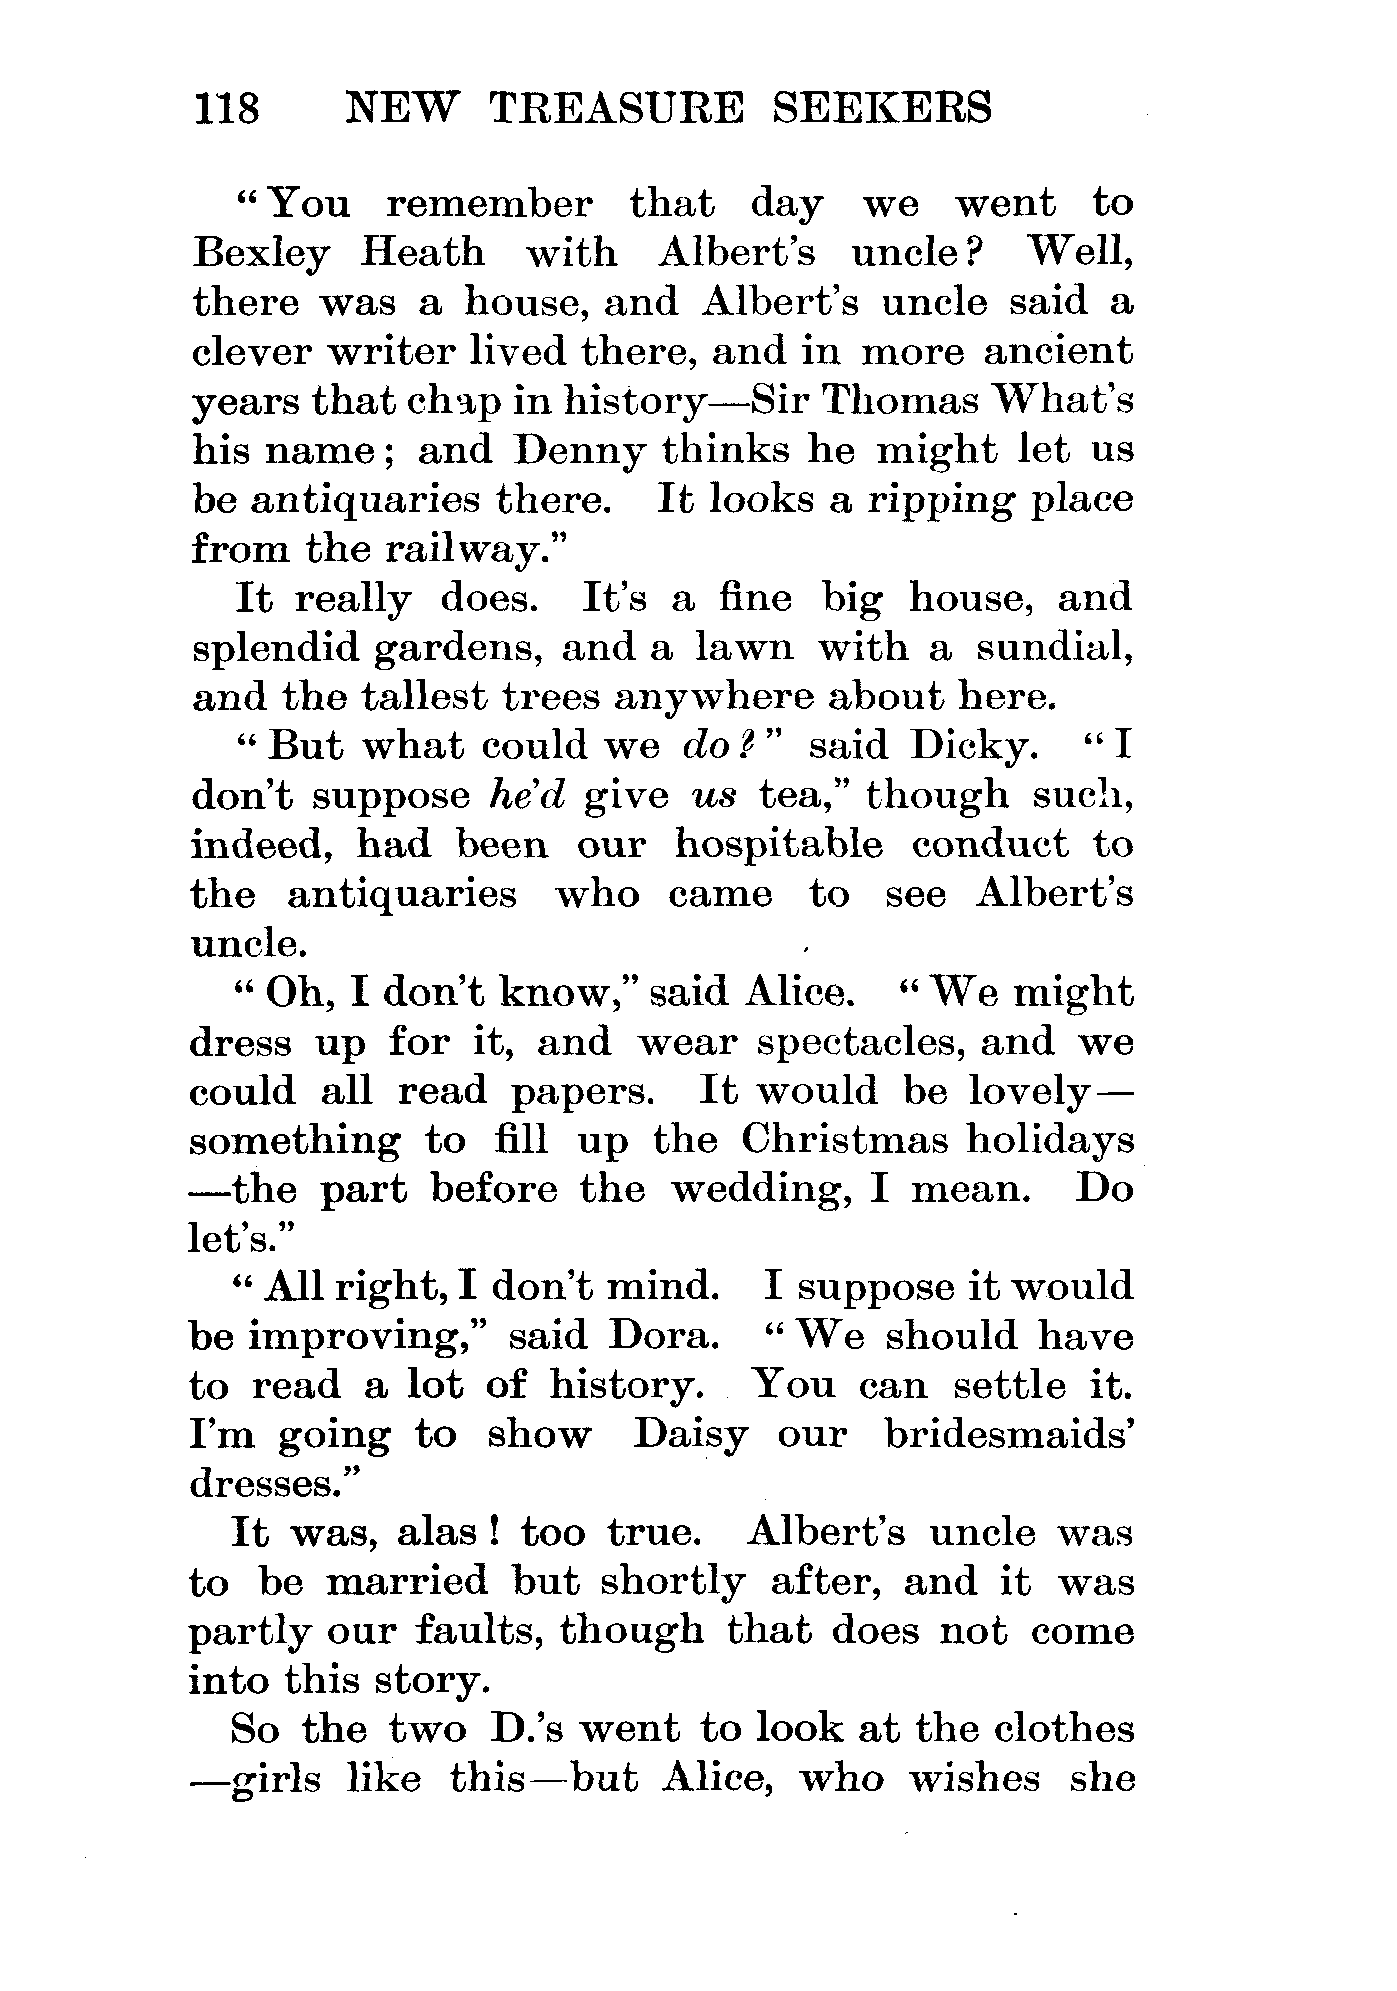 118 NEW TREASURE SEEKERS
“You remember that day we went to
Bexley Heath with Albert’s uncle? Well,
there was a house, and Albert’s uncle said a
clever writer lived there, and in more ancient
years that chap in history—Sir Thomas What’s
his name; and Denny thinks he might let us
be antiquaries there. It looks a ripping place
from the railway.”
It really does. It’s a fine big house, and
splendid gardens, and a lawn with a sundial,
and the tallest trees anywhere about here.
“But what could we do?” said Dicky. “I
don’t suppose he’d give us tea,” though such,
indeed, had been our hospitable conduct to
the antiquaries who came to see Albert’s
uncle.
“Oh, I don’t know,” said Alice. “We might
dress up for it, and wear spectacles, and we
could all read papers. It would be lovely—
something to fill up the Christmas holidays
—the part before the wedding, I mean. Do
let’s.”
“All right, I don’t mind. I suppose it would
be improving,” said Dora. “We should have
to read a lot of history. You can settle it.
I’m going to show Daisy our bridesmaids’
dresses.”
It was, alas! too true. Albert’s uncle was
to be married but shortly after, and it was
partly our faults, though that does not come
into this story.
So the two D.’s went to look at the clothes
—girls like this—but Alice, who wishes she